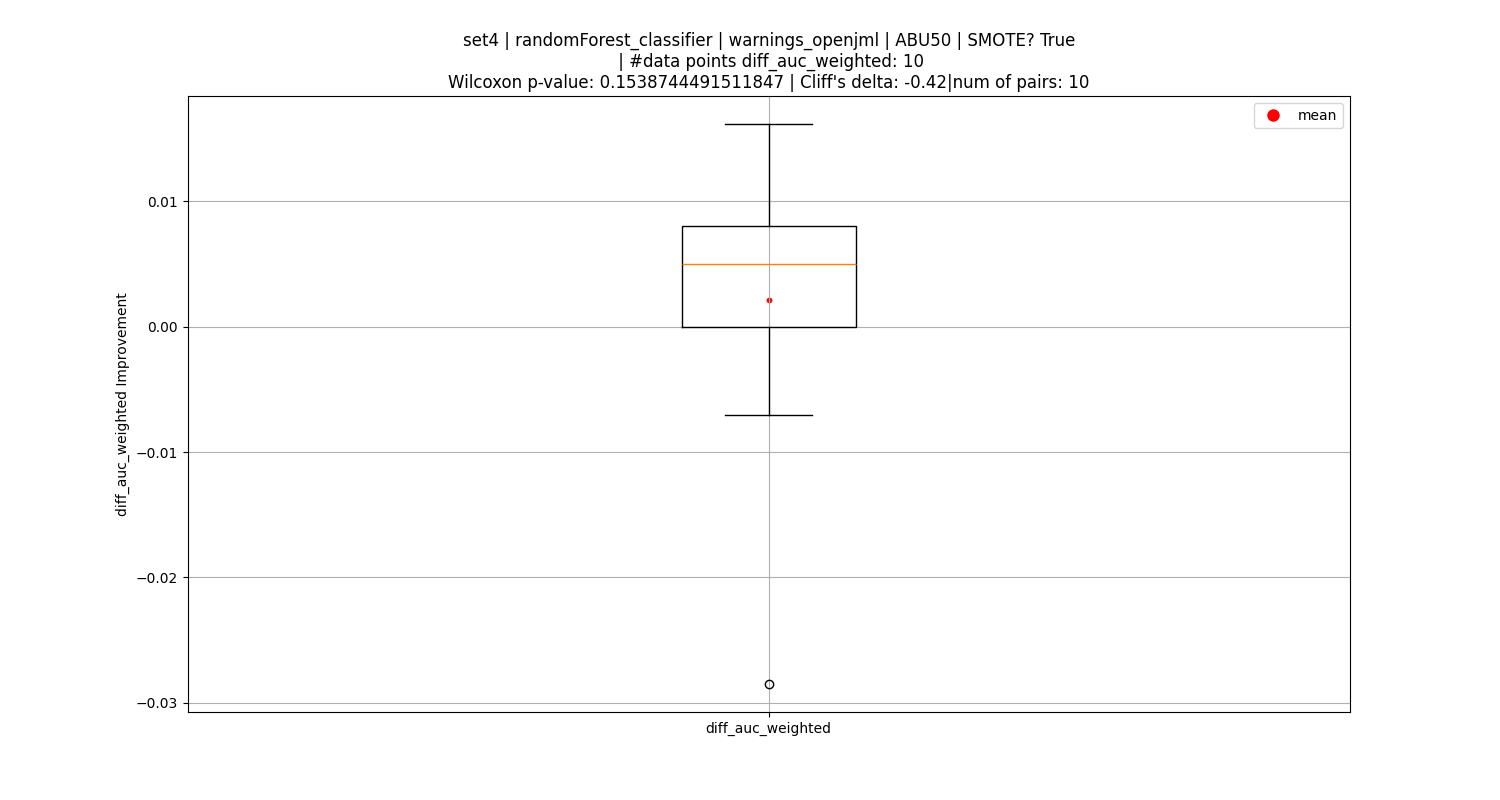 set4 | randomForest_classifier | warnings_openjml | ABU50 | SMOTE? True
| #data points diff_auc_weighted: 10
Wilcoxon p-value: 0.1538744491511847 | Cliff's delta: -0.42|num of pairs: 10
mean
0.01
0.00
−0.01
−0.02
−0.03
diff_auc_weighted Improvement
diff_auc_weighted